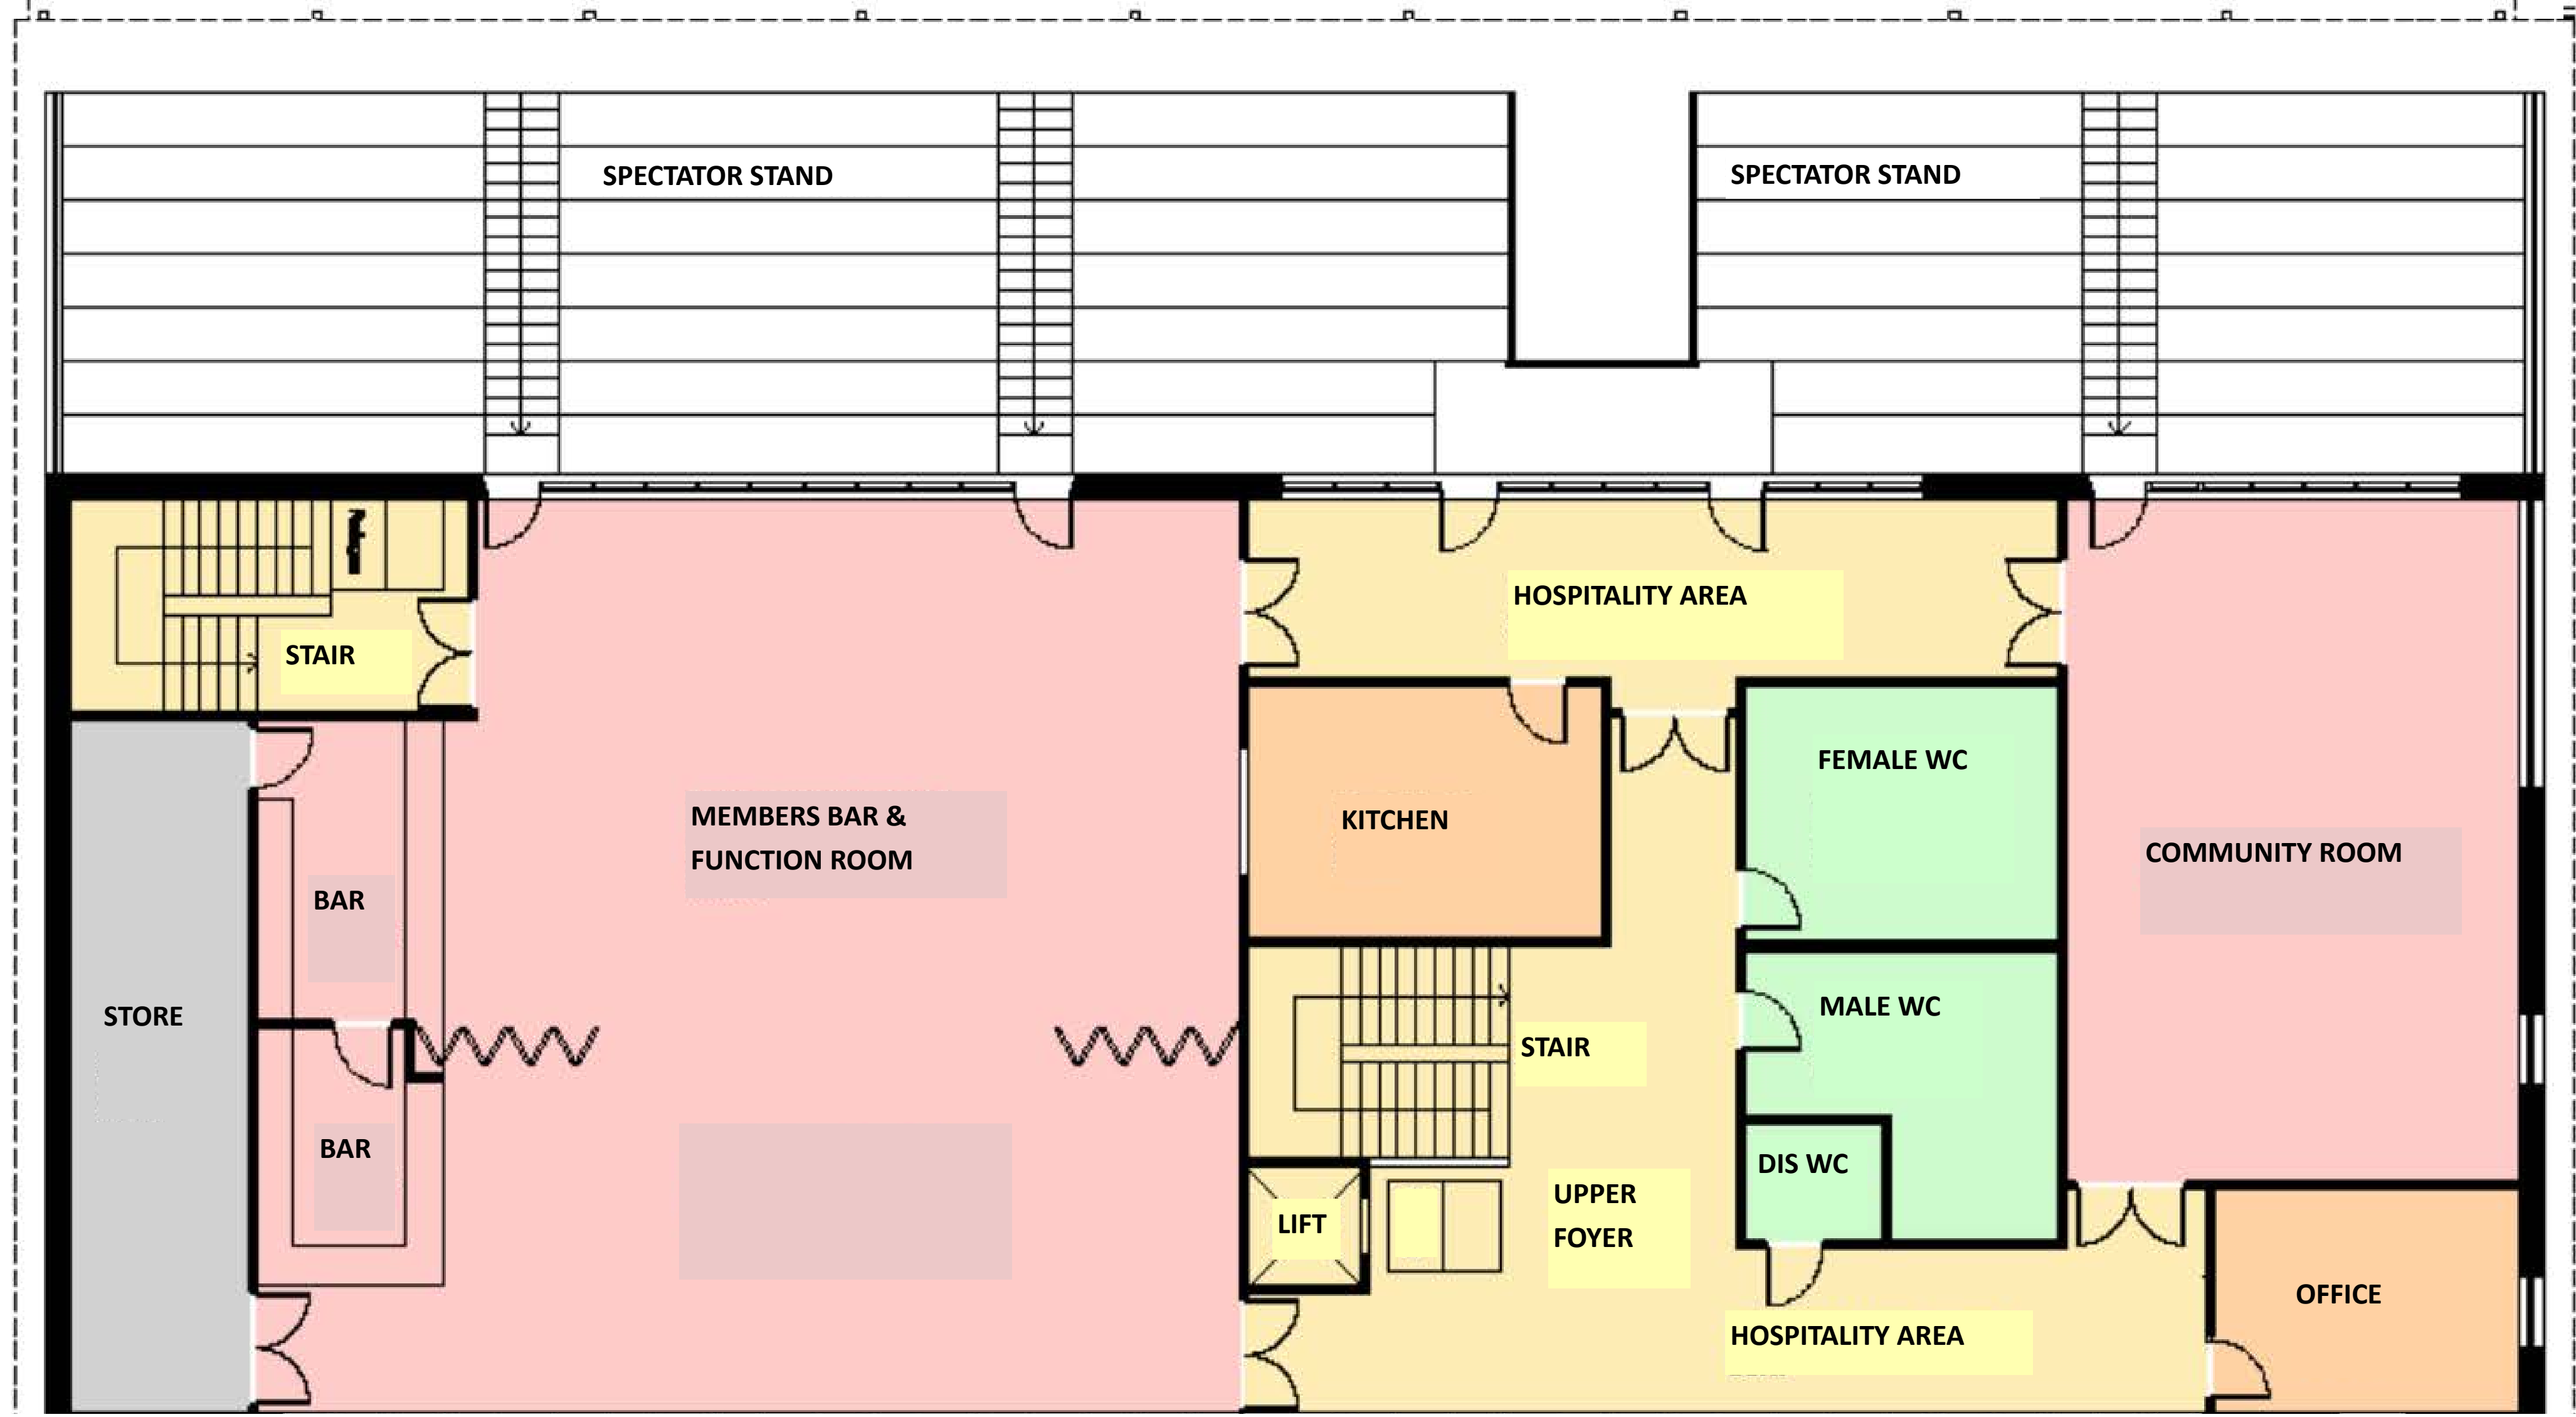 SPECTATOR STAND
SPECTATOR STAND
HOSPITALITY AREA
STAIR
FEMALE WC
MEMBERS BAR &
FUNCTION ROOM
KITCHEN
COMMUNITY ROOM
BAR
MALE WC
STORE
STAIR
BAR
DIS WC
UPPER
FOYER
LIFT
OFFICE
HOSPITALITY AREA